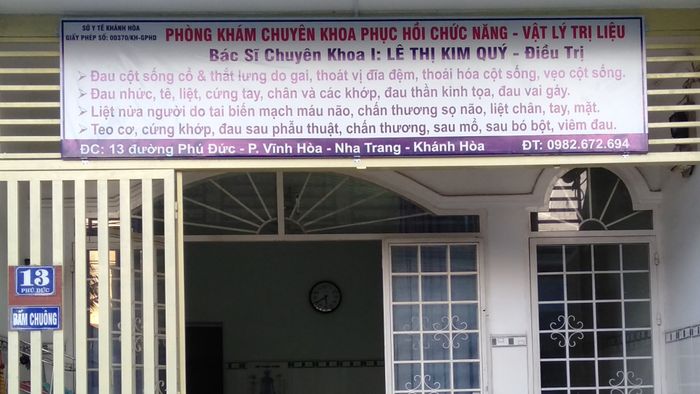 SỞ Y TẾ KHÁNH HÒA
GIẤY PHÉP SỐ: 00370/KH-GPHĐ
PHÒNG KHÁM CHUYÊN KHOA PHỤC HỒI CHỨC NĂNG - VẬT LÝ TRỊ LIỆU
Bác Sĩ Chuyên Khoa I: LÊ THỊ KIM QUÝ - Điều Trị
➢ Đau cột sống cổ & thắt lưng do gai, thoát vị đĩa đệm, thoái hóa cột sống, vẹo cột sống.
➢ Đau nhức, tê, liệt, cứng tay, chân và các khớp, đau thần kinh tọa, đau vai gáy.
➢ Liệt nửa người do tai biến mạch máu não, chấn thương sọ não, liệt chân, tay, mặt.
➢ Teo cơ, cứng khớp, đau sau phẫu thuật, chấn thương, sau mổ, sau bó bột, viêm đau.
ĐC: 13 đường Phú Đức - P. Vĩnh Hòa - Nha Trang - Khánh Hòa ĐT: 0982.672.694
13
PHÚ ĐỨC
BẤM CHUÔNG